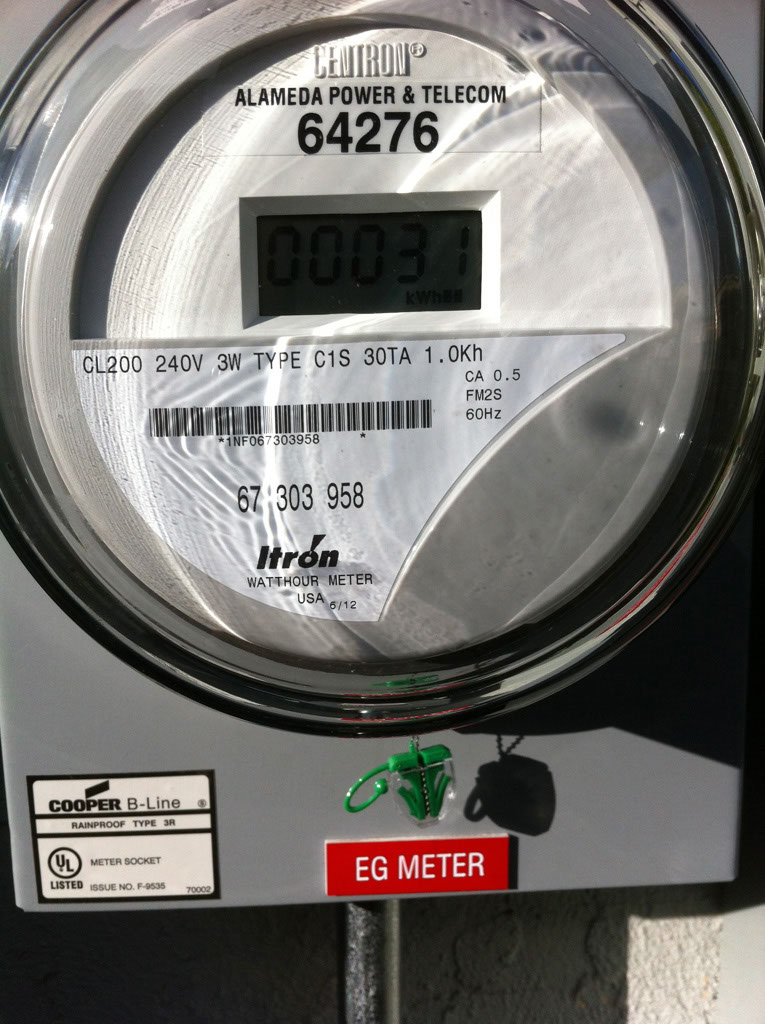 CENTRON®
ALAMEDA POWER & TELECOM
64276
00031
kWh
CL200 240V 3W TYPE C1S 30TA 1.0Kh
CA 0.5
FM2S
60Hz
*1NF067303958 *
67 303 958
Itrón
WATTHOUR METER
USA 6/12
COOPER B-Line ®
RAINPROOF TYPE 3R
UL
LISTED
METER SOCKET
ISSUE NO. F-9535
70002
EG METER